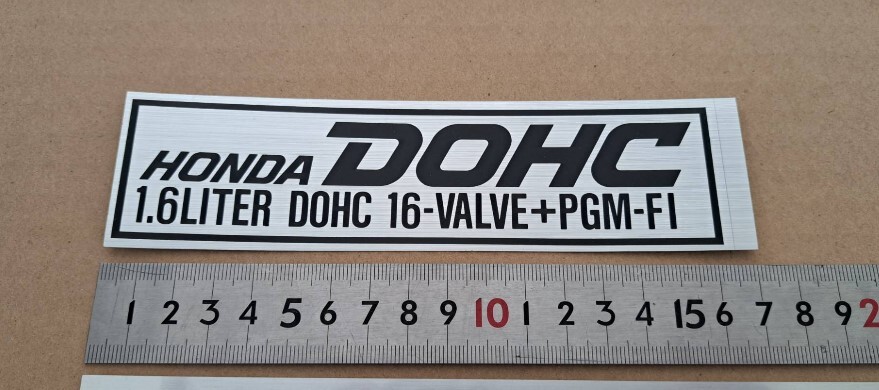 HONDA DOHC
1.6LITER DOHC 16-VALVE+PGM-FI
1 2 3 4 5 6 7 8 9 10 1 2 3 4 15 6 7 8 9 2